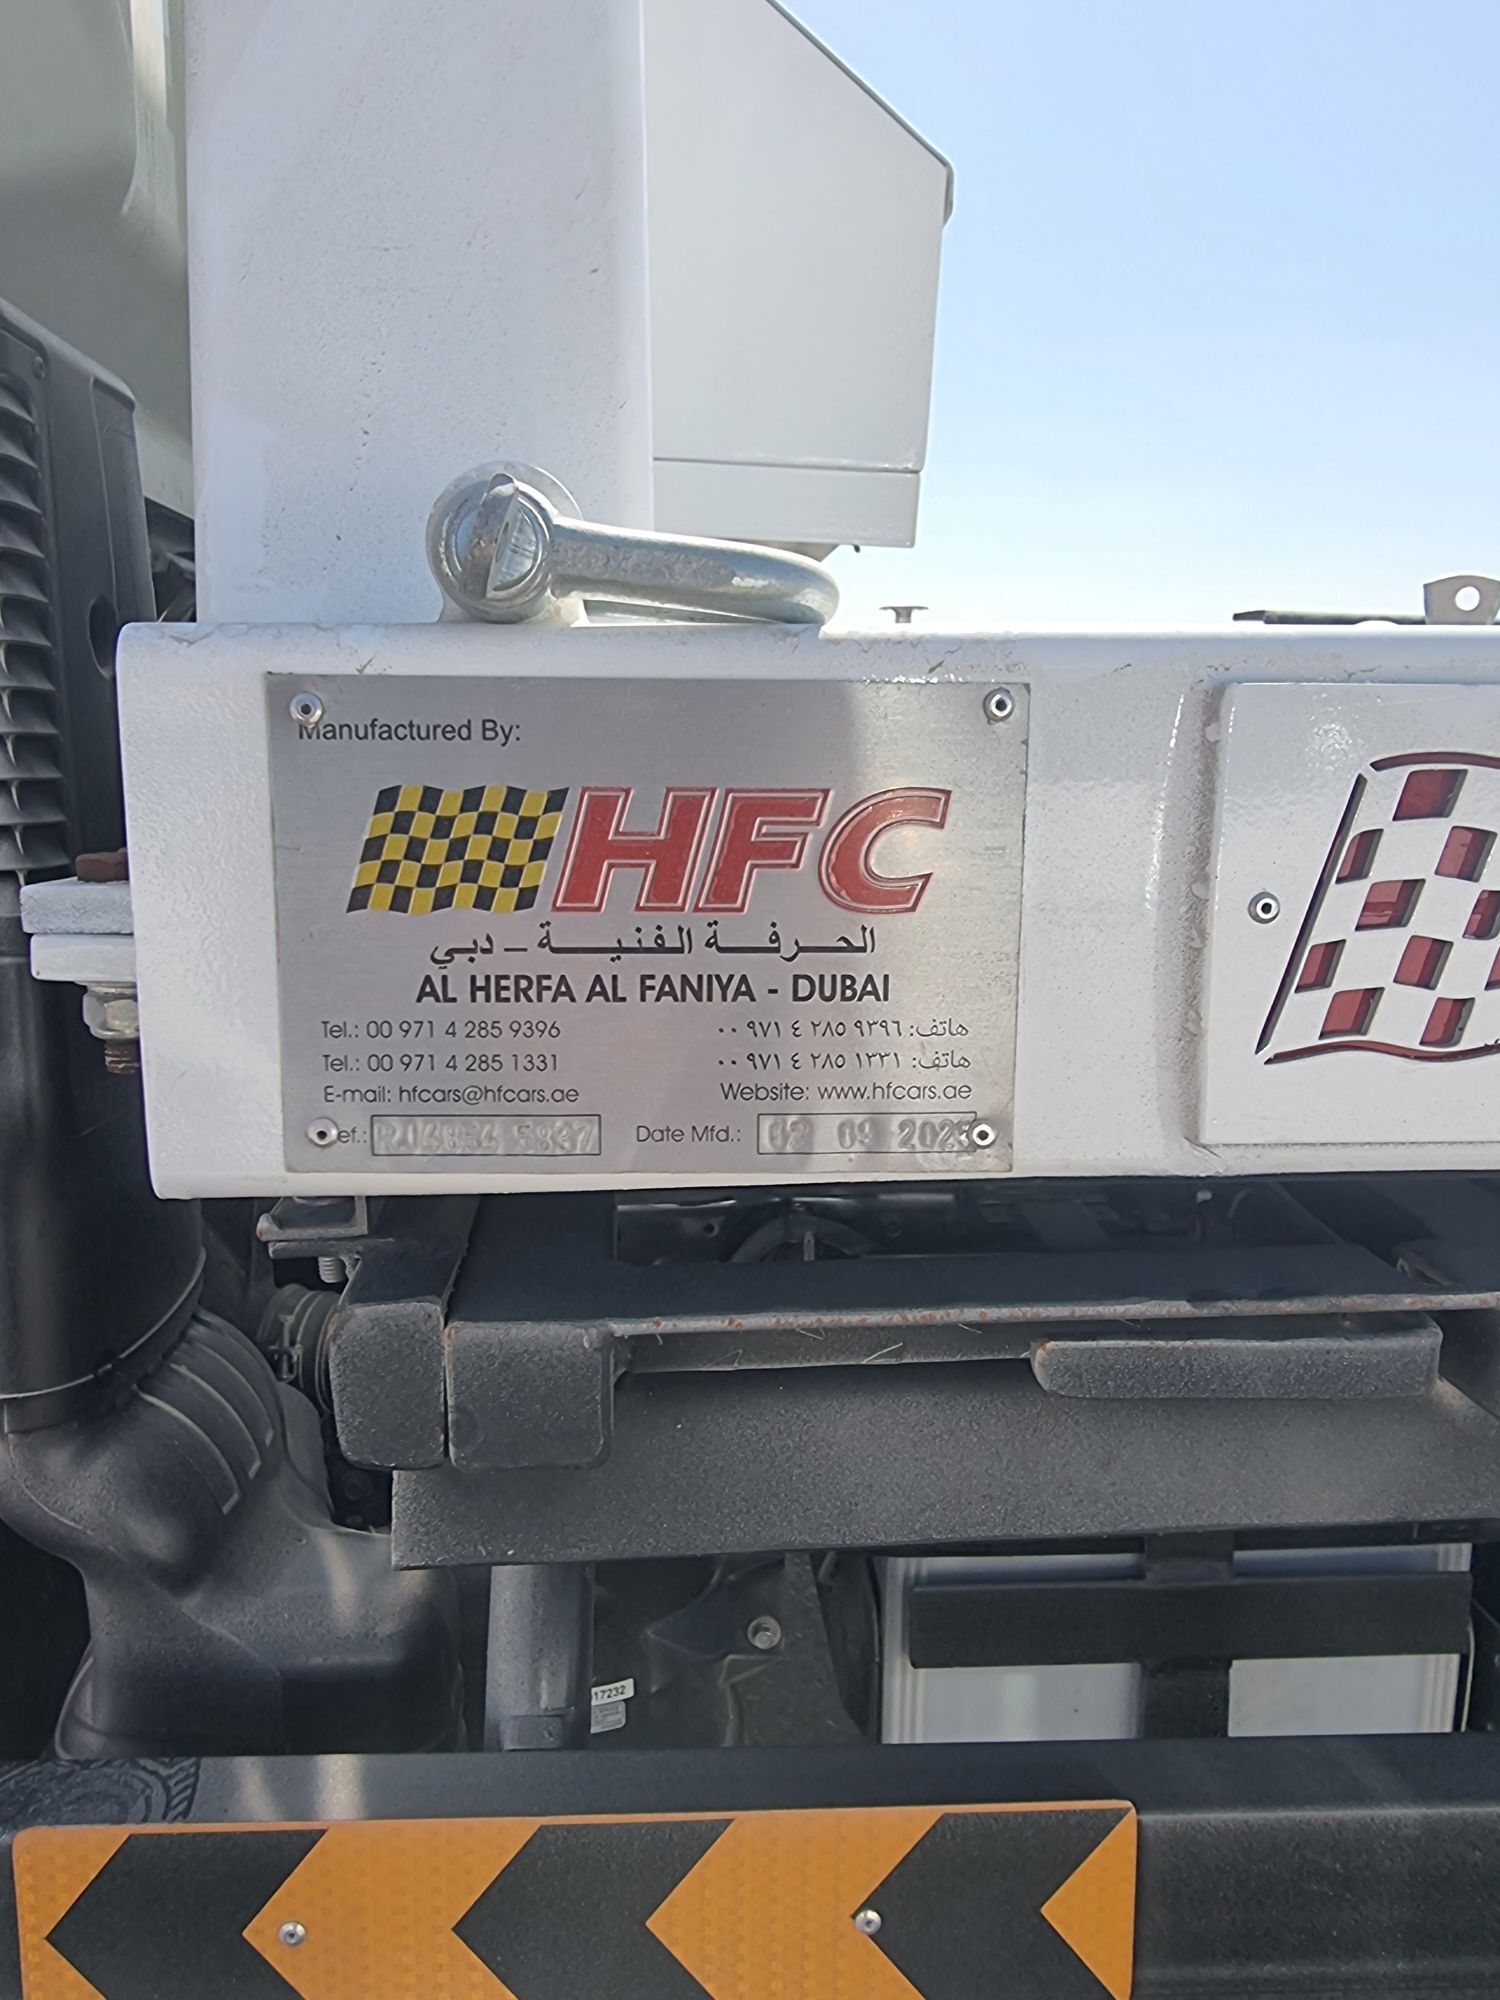 Manufactured By:
HFC
الحرفة الفنية - دبي
AL HERFA AL FANIYA - DUBAI
Tel.: 00 971 4 285 9396
هاتف: ٠٠ ٩٧١ ٤ ٢٨٥ ٩٣٩٦
Tel.: 00 971 4 285 1331
هاتف: ٠٠ ٩٧١ ٤ ٢٨٥ ١٣٣١
E-mail: hfcars@hfcars.ae
Website: www.hfcars.ae
ef.:
Date Mfd.: 09
17232